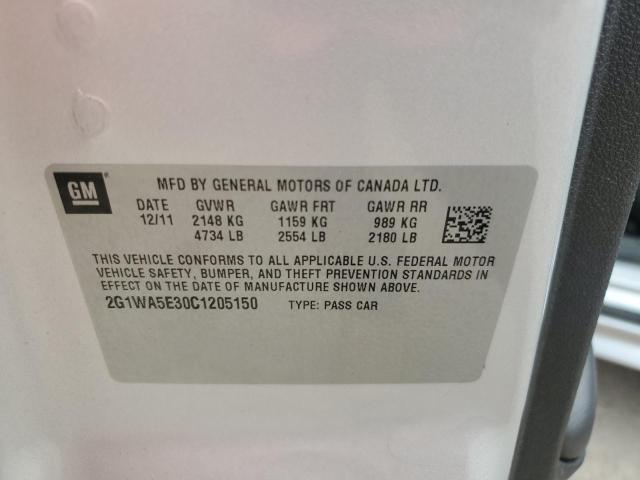 GM
MFD BY GENERAL MOTORS OF CANADA LTD.
DATE GVWR GAWR FRT GAWR RR
12/11 2148 KG 1159 KG 989 KG
4734 LB 2554 LB 2180 LB
THIS VEHICLE CONFORMS TO ALL APPLICABLE U.S. FEDERAL MOTOR
VEHICLE SAFETY, BUMPER, AND THEFT PREVENTION STANDARDS IN
EFFECT ON THE DATE OF MANUFACTURE SHOWN ABOVE.
2G1WA5E30C1205150 TYPE: PASS CAR